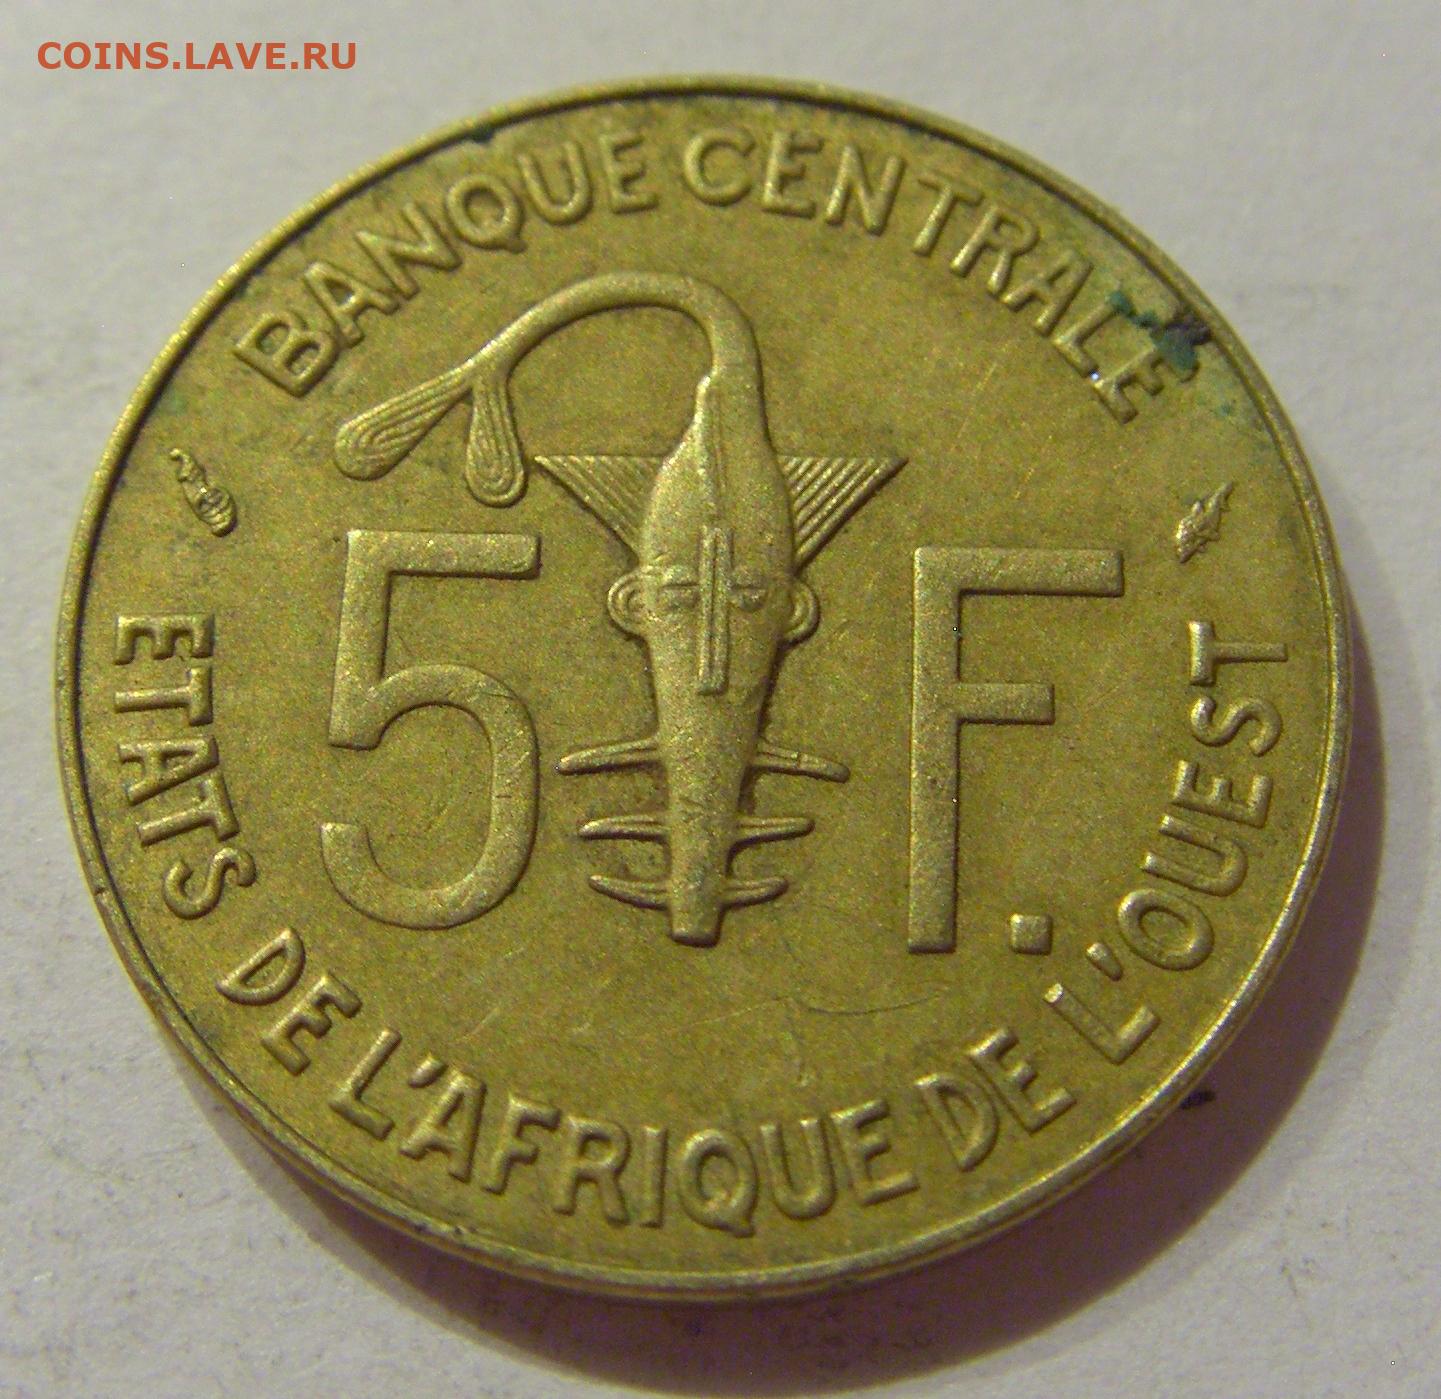 COINS.LAVE.RU
BANQUE CENTRALE
5 F.
ETATS DE L'AFRIQUE DE L'OUEST